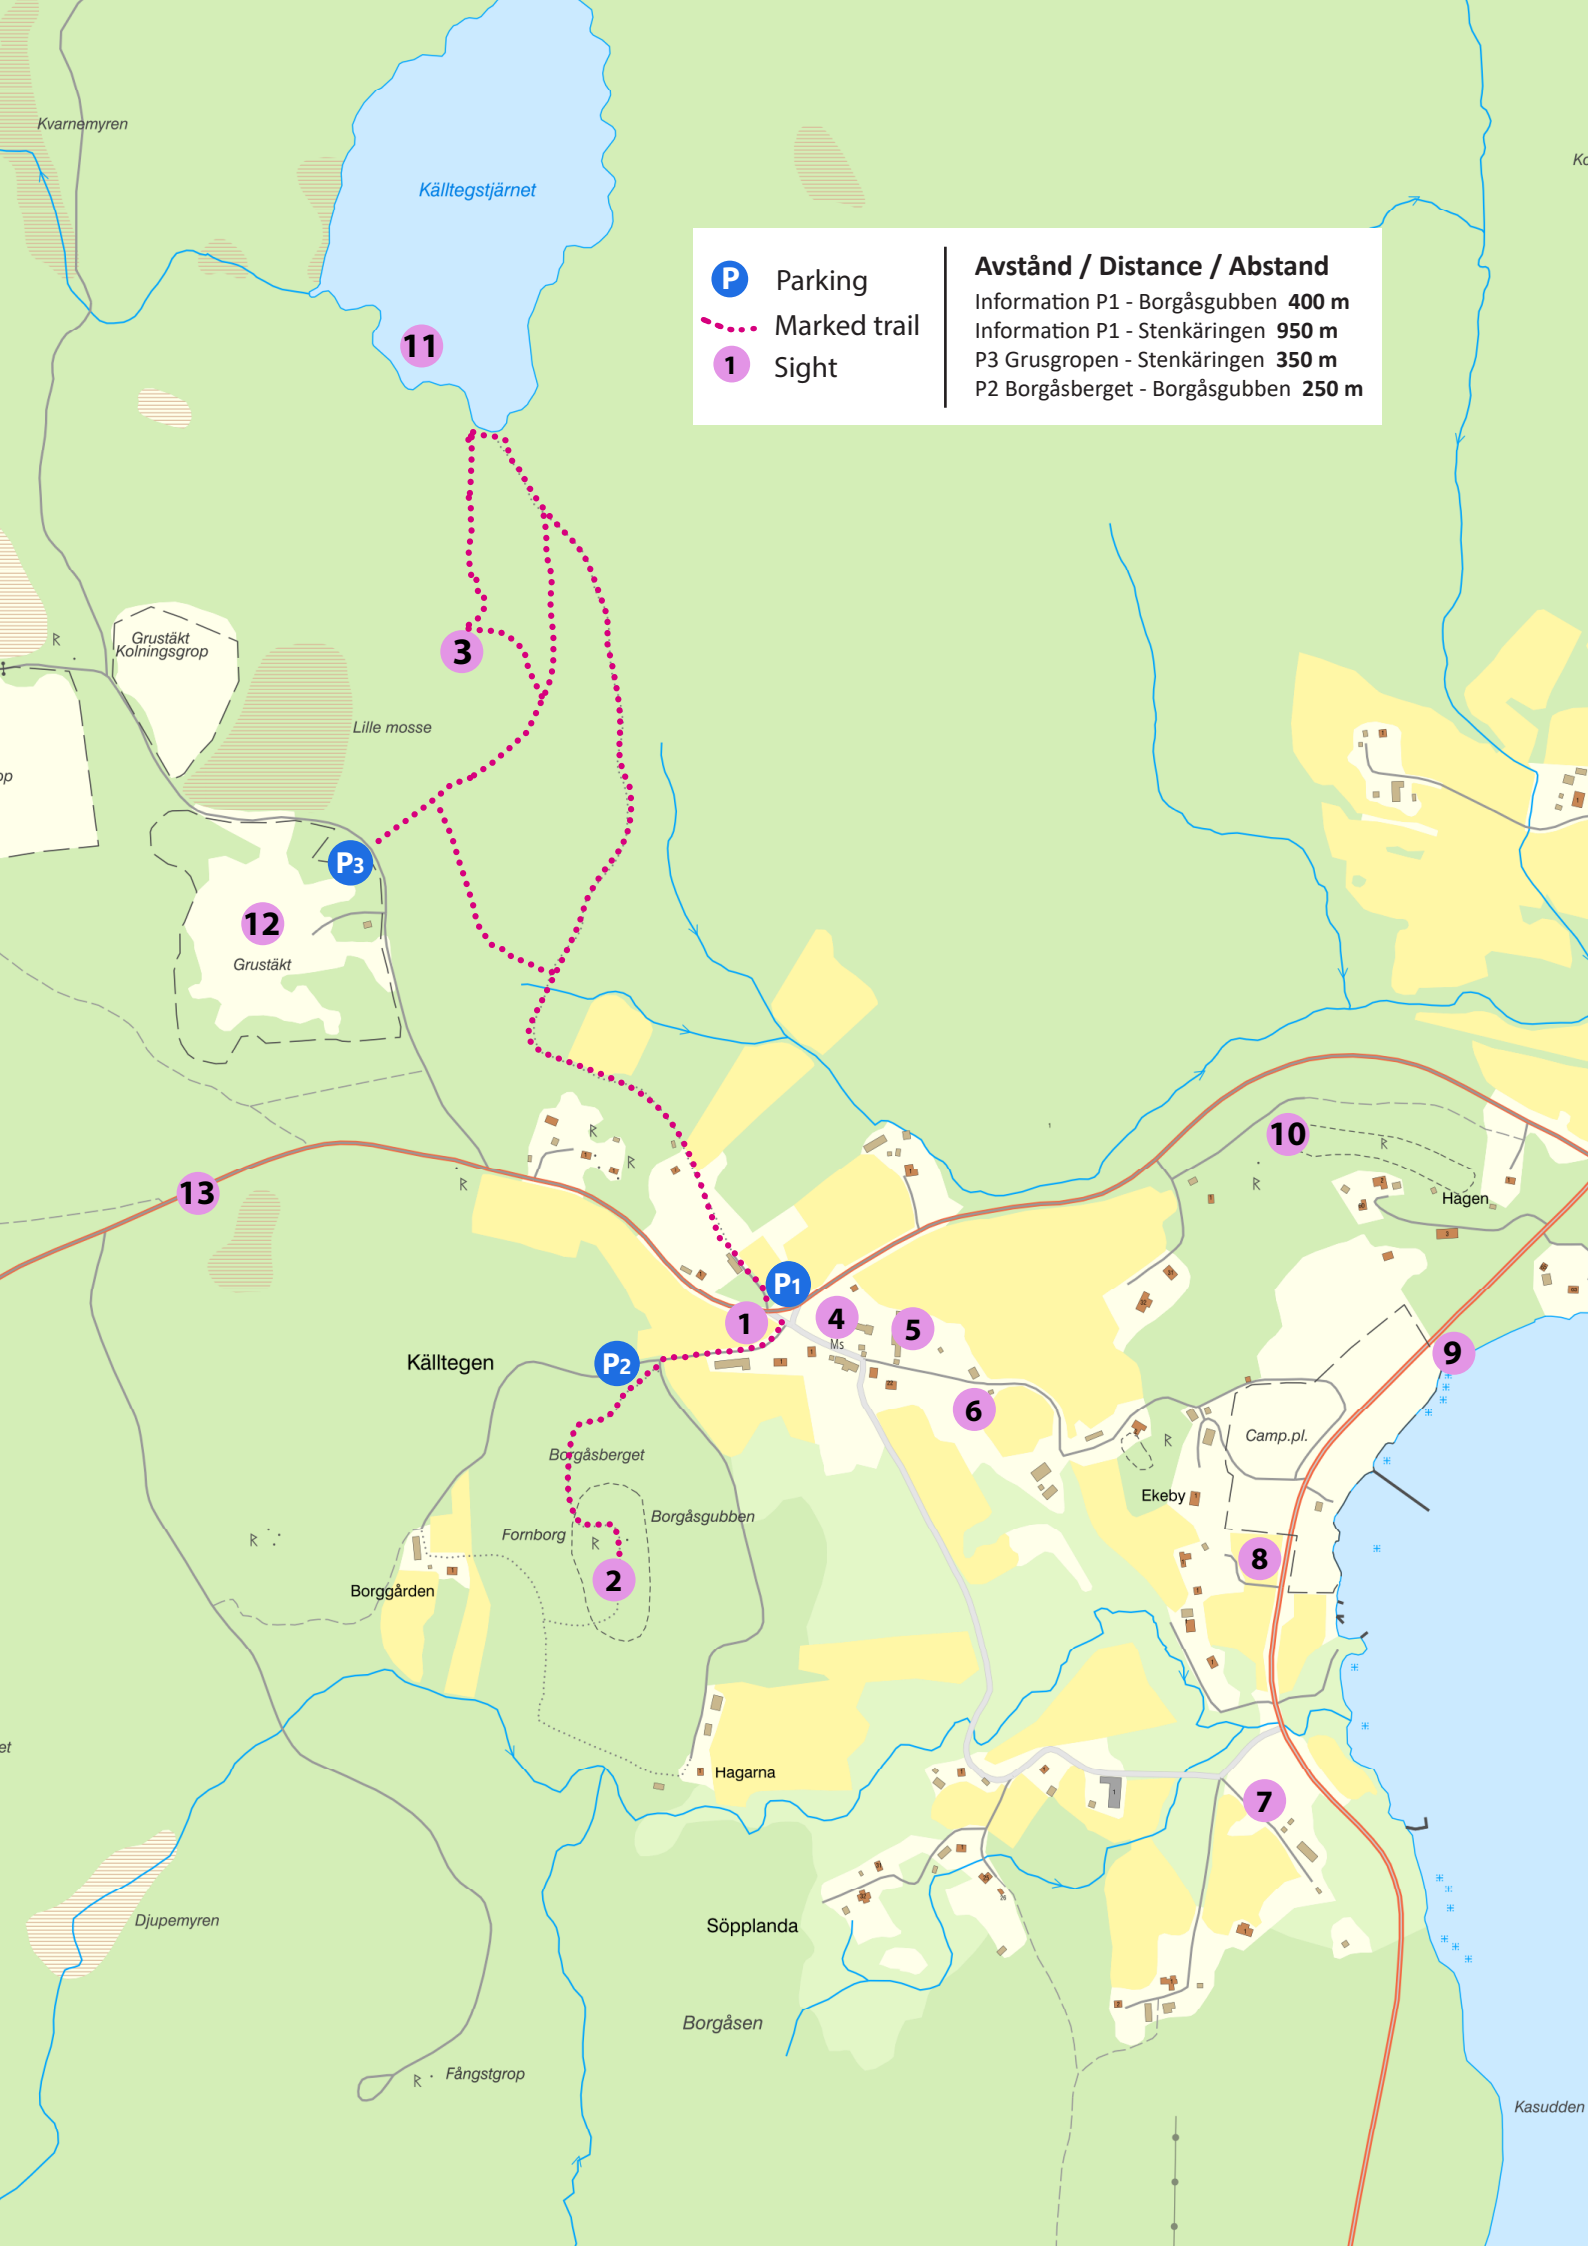 Kvarnemyren
Källtegstjärnet
P Parking
Marked trail
1 Sight
Avstånd / Distance / Abstand
Information P1 - Borgåsgubben 400 m
Information P1 - Stenkäringen 950 m
P3 Grusgropen - Stenkäringen 350 m
P2 Borgåsberget - Borgåsgubben 250 m
11
Grustäkt
Kolningsgrop
3
Lille mosse
P3
12
Grustäkt
10
13
Hagen
P1
1
4
5
Ms
P2
Källtegen
9
6
Camp.pl.
Borgåsberget
Ekeby
Borgåsgubben
Fornborg
8
2
Borggården
Hagarna
7
Djupemyren
Söpplanda
Borgåsen
Fångstgrop
Kasudden